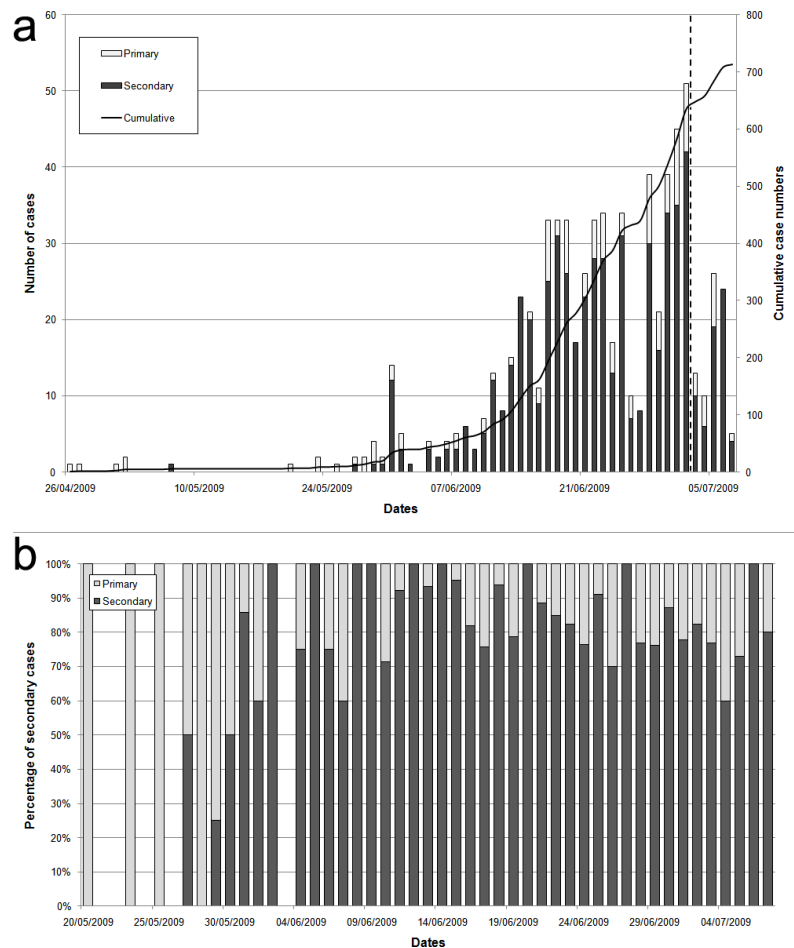 a
60
50
40
30
20
10
0
Number of cases
Primary
Secondary
Cumulative
800
700
600
500
400
300
200
100
0
Cumulative case numbers
26/04/2009 10/05/2009 24/05/2009 07/06/2009 21/06/2009 05/07/2009
Dates
b
100%
90%
80%
70%
60%
50%
40%
30%
20%
10%
0%
Percentage of secondary cases
Primary
Secondary
20/05/2009 25/05/2009 30/05/2009 04/06/2009 09/06/2009 14/06/2009 19/06/2009 24/06/2009 29/06/2009 04/07/2009
Dates